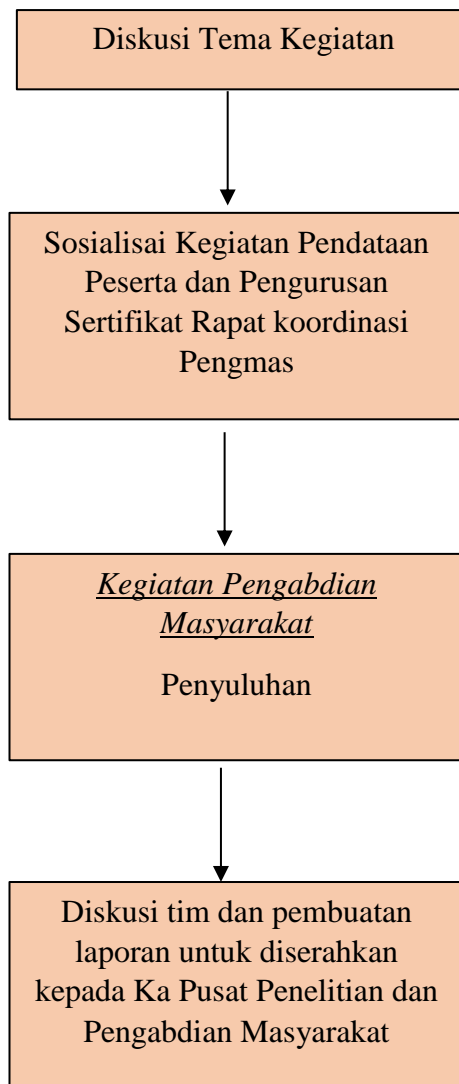 Diskusi Tema Kegiatan
Sosialisai Kegiatan Pendataan
Peserta dan Pengurusan
Sertifikat Rapat koordinasi
Pengmas
Kegiatan Pengabdian
Masyarakat
Penyuluhan
Diskusi tim dan pembuatan
laporan untuk diserahkan
kepada Ka Pusat Penelitian dan
Pengabdian Masyarakat